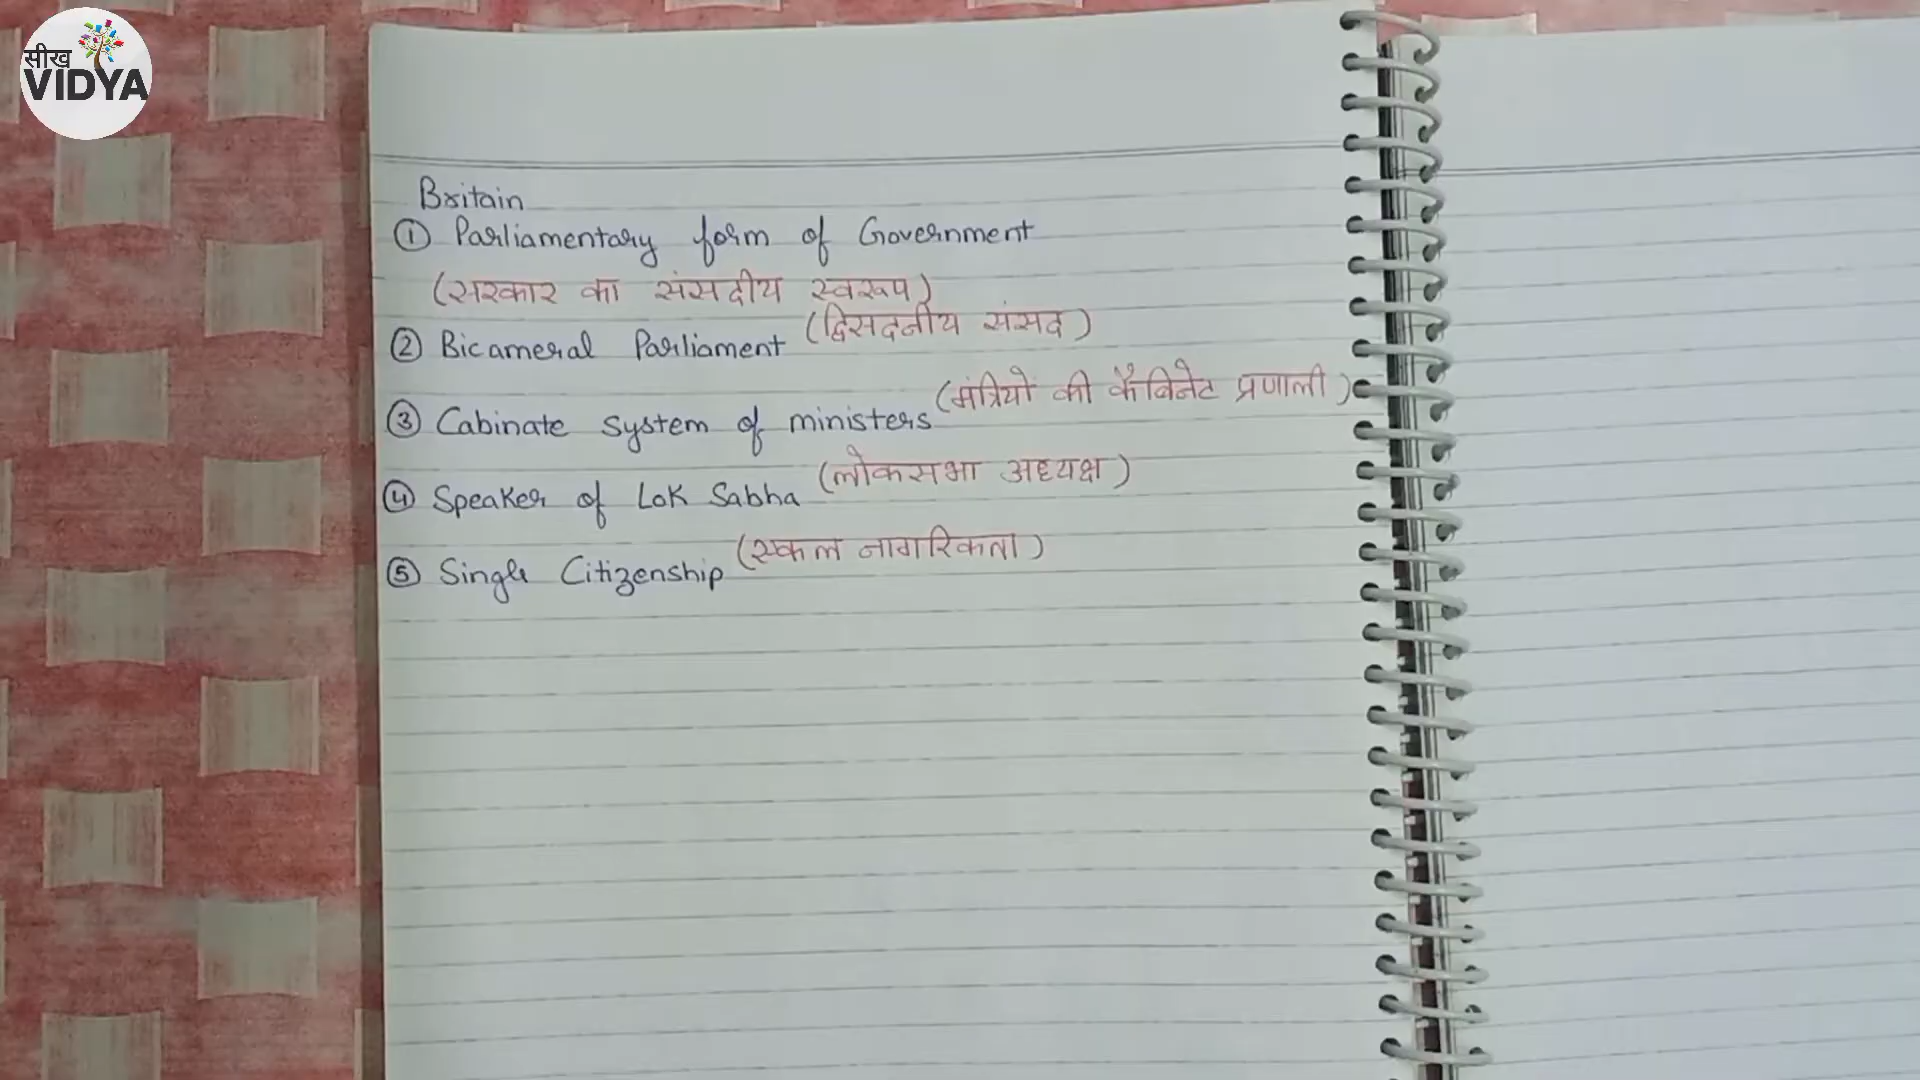 सीख
VIDYA
Britain
① Parliamentary form of Government
(सरकार का संसदीय स्वरूप)
② Bicameral Parliament (द्विसदनीय संसद)
③ Cabinate system of ministers (मंत्रियो की कैबिनेट प्रणाली)
④ Speaker of Lok Sabha (लोकसभा अध्यक्ष)
⑤ Single Citizenship (एकल नागरिकता)